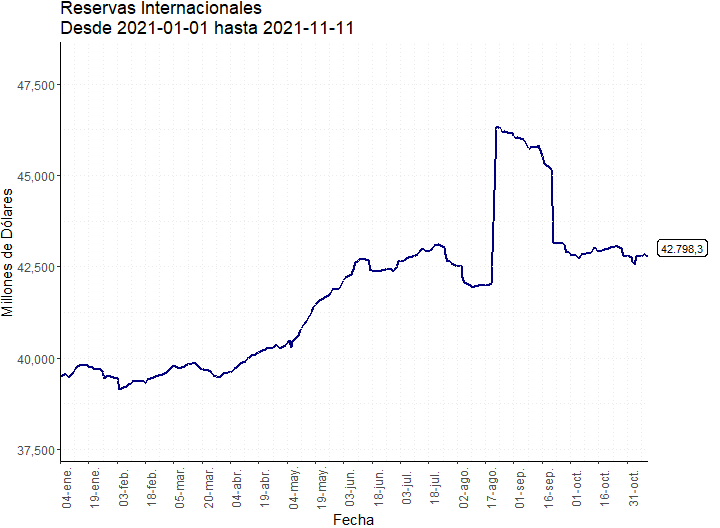 Reservas Internacionales
Desde 2021-01-01 hasta 2021-11-11
Millones de Dólares
47,500
45,000
42,500
40,000
37,500
42.798,3
04-ene.
19-ene.
03-feb.
18-feb.
05-mar.
20-mar.
04-abr.
19-abr.
04-may.
19-may.
03-jun.
18-jun.
03-jul.
18-jul.
02-ago.
17-ago.
01-sep.
16-sep.
01-oct.
16-oct.
31-oct.
Fecha